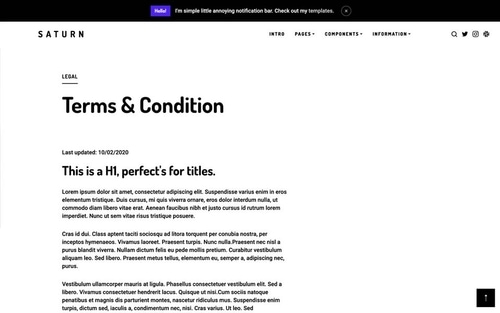 Hello! I'm simple little annoying notification bar. Check out my templates.
SATURN
INTRO PAGES COMPONENTS INFORMATION
LEGAL
Terms & Condition
Last updated: 10/02/2020
This is a H1, perfect's for titles.
Lorem ipsum dolor sit amet, consectetur adipiscing elit. Suspendisse varius enim in eros
elementum tristique. Duis cursus, mi quis viverra ornare, eros dolor interdum nulla, ut
commodo diam libero vitae erat. Aenean faucibus nibh et justo cursus id rutrum lorem
imperdiet. Nunc ut sem vitae risus tristique posuere.
Cras id dui. Class aptent taciti sociosqu ad litora torquent per conubia nostra, per
inceptos hymenaeos. Vivamus laoreet. Praesent turpis. Nunc nulla.Praesent nec nisl a
purus blandit viverra. Nullam dictum felis eu pede mollis pretium. Curabitur vestibulum
aliquam leo. Sed libero. Praesent metus tellus, elementum eu, semper a, adipiscing nec,
purus.
Vestibulum ullamcorper mauris at ligula. Phasellus consectetuer vestibulum elit. Sed a
libero. Vivamus consectetuer hendrerit lacus. Quisque ut nisi.Cum sociis natoque
penatibus et magnis dis parturient montes, nascetur ridiculus mus. Suspendisse enim
turpis, dictum sed, iaculis a, condimentum nec, nisi. Cras varius. Ut leo. Sed